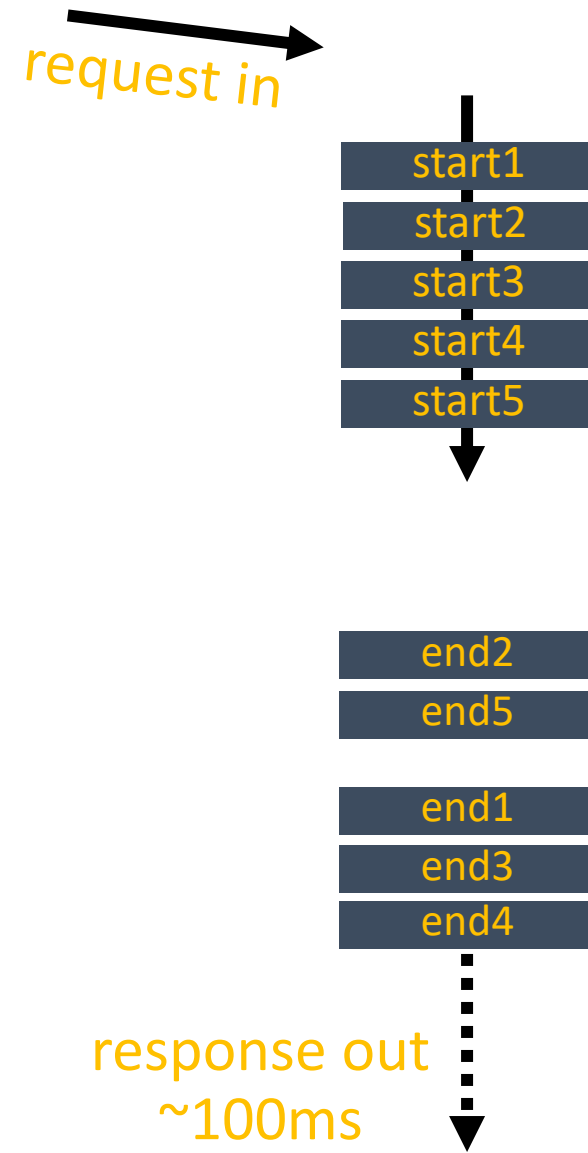 request in
start1
start2
start3
start4
start5
end2
end5
end1
end3
end4
response out
~100ms